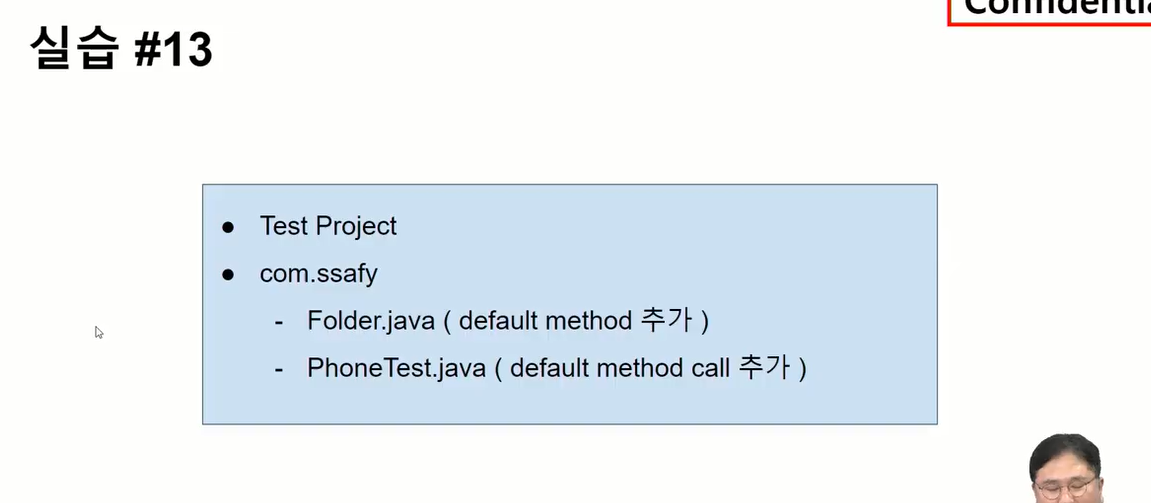 실습 #13
● Test Project
● com.ssafy
- Folder.java ( default method 추가 )
- PhoneTest.java ( default method call 추가 )